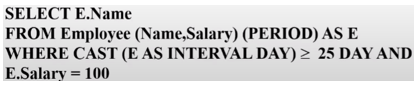 SELECT E.Name
FROM Employee (Name,Salary) (PERIOD) AS E
WHERE CAST (E AS INTERVAL DAY) ≥ 25 DAY AND
E.Salary = 100